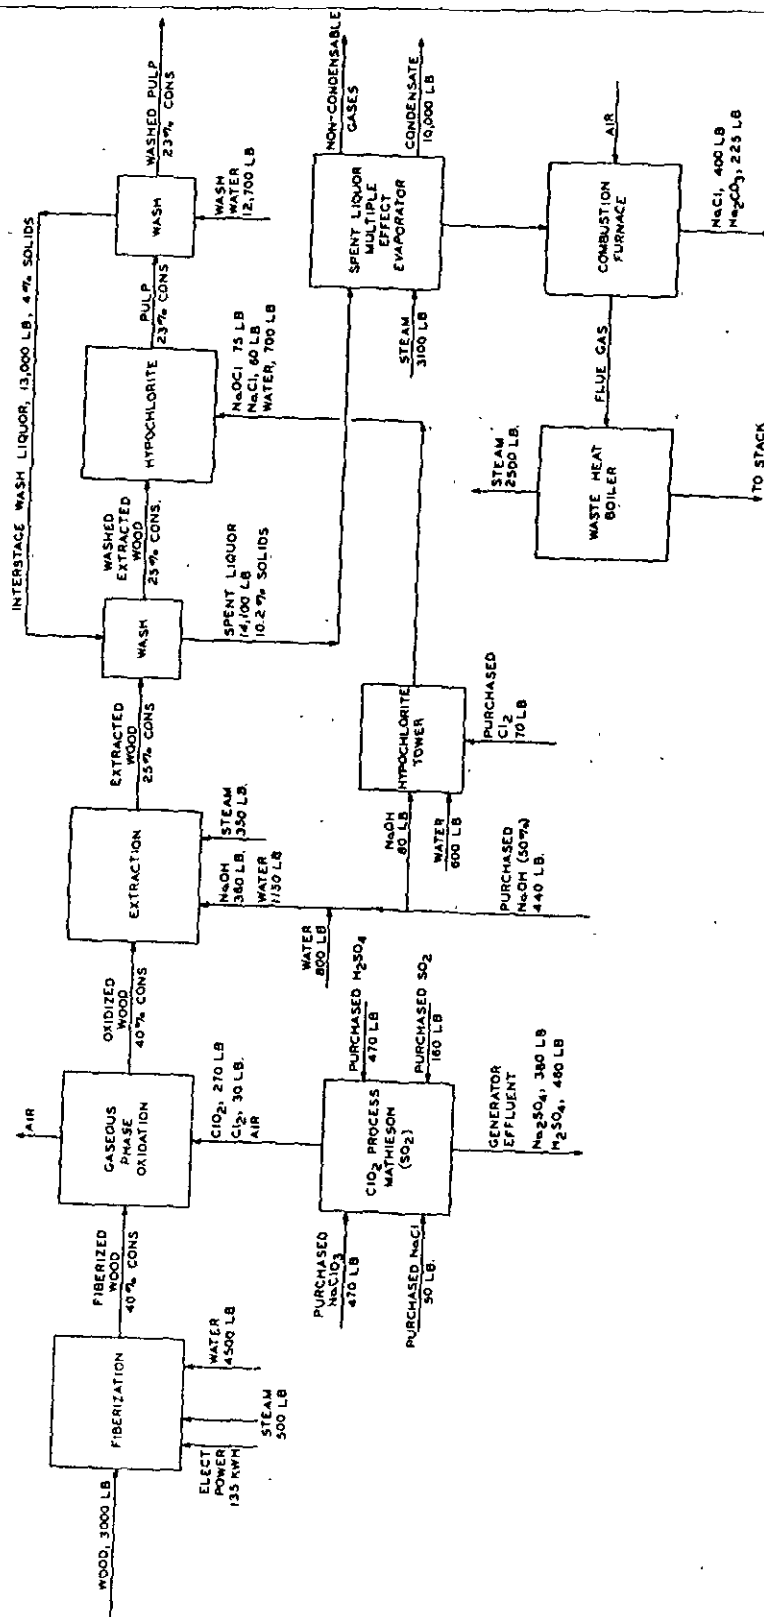 WOOD, 3000 LB
FIBERIZATION
ELECT
POWER
135 KWH
STEAM
500 LB
WATER
4500 LB
FIBERIZED
WOOD
40% CONS
GASEOUS
PHASE
OXIDATION
AIR
ClO2, 270 LB
Cl2, 30 LB.
AIR
OXIDIZED
WOOD
40% CONS
EXTRACTION
NaOH
360 LB.
WATER
1150 LB
STEAM
350 LB.
EXTRACTED
WOOD
25% CONS
WASH
INTERSTAGE WASH LIQUOR, 13,000 LB, 4% SOLIDS
SPENT LIQUOR
14,100 LB
10.2% SOLIDS
WASHED
EXTRACTED
WOOD
25% CONS.
HYPOCHLORITE
NaOCl 75 LB
NaCl, 60 LB
WATER, 700 LB
PULP
23% CONS
WASH
WASH
WATER
12,700 LB
WASHED PULP
23% CONS
PURCHASED
NaClO3
470 LB
PURCHASED NaCl
50 LB.
ClO2 PROCESS
MATHIESON
(SO2)
PURCHASED H2SO4
470 LB
PURCHASED SO2
160 LB
GENERATOR
EFFLUENT
Na2SO4, 380 LB
H2SO4, 460 LB
WATER
800 LB
PURCHASED
NaOH (50%)
440 LB.
NaOH
80 LB
WATER
600 LB
HYPOCHLORITE
TOWER
PURCHASED
Cl2
70 LB
SPENT LIQUOR
MULTIPLE
EFFECT
EVAPORATOR
STEAM
3100 LB
NON-CONDENSABLE
GASES
CONDENSATE
10,000 LB
COMBUSTION
FURNACE
AIR
NaCl, 400 LB
Na2CO3, 225 LB
FLUE GAS
WASTE HEAT
BOILER
STEAM
2500 LB.
TO STACK